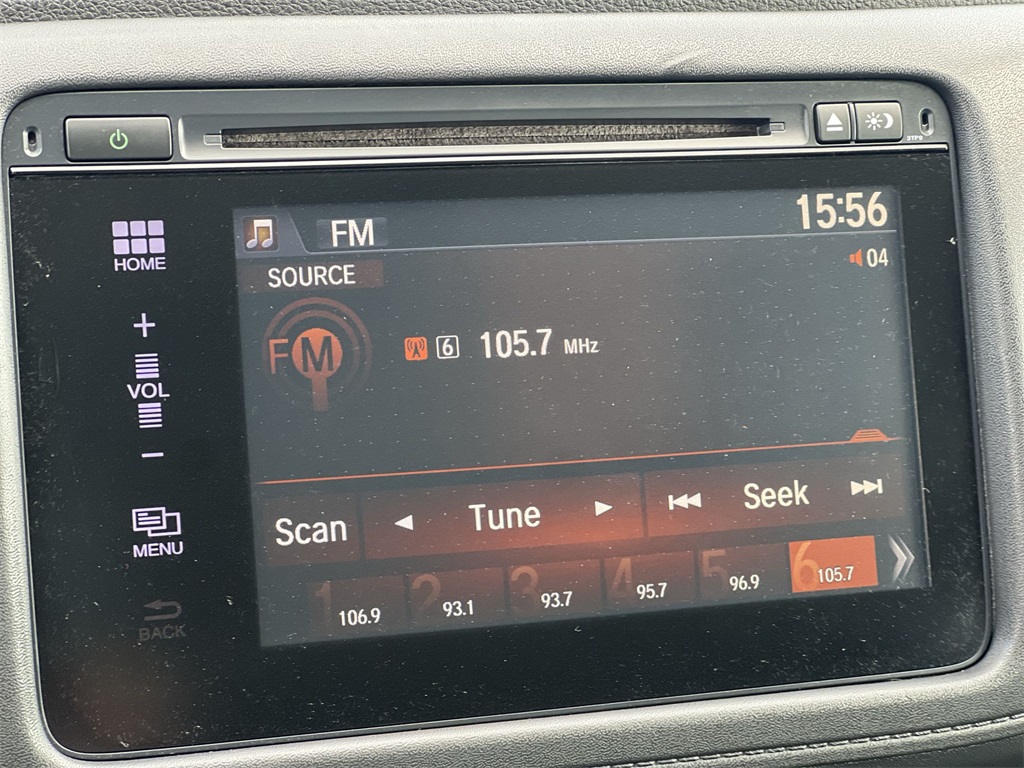 HOME
+
VOL
-
MENU
BACK
FM
15:56
SOURCE
04
FM
6 105.7 MHz
Scan
Tune
Seek
1 106.9
2 93.1
3 93.7
4 95.7
5 96.9
6 105.7